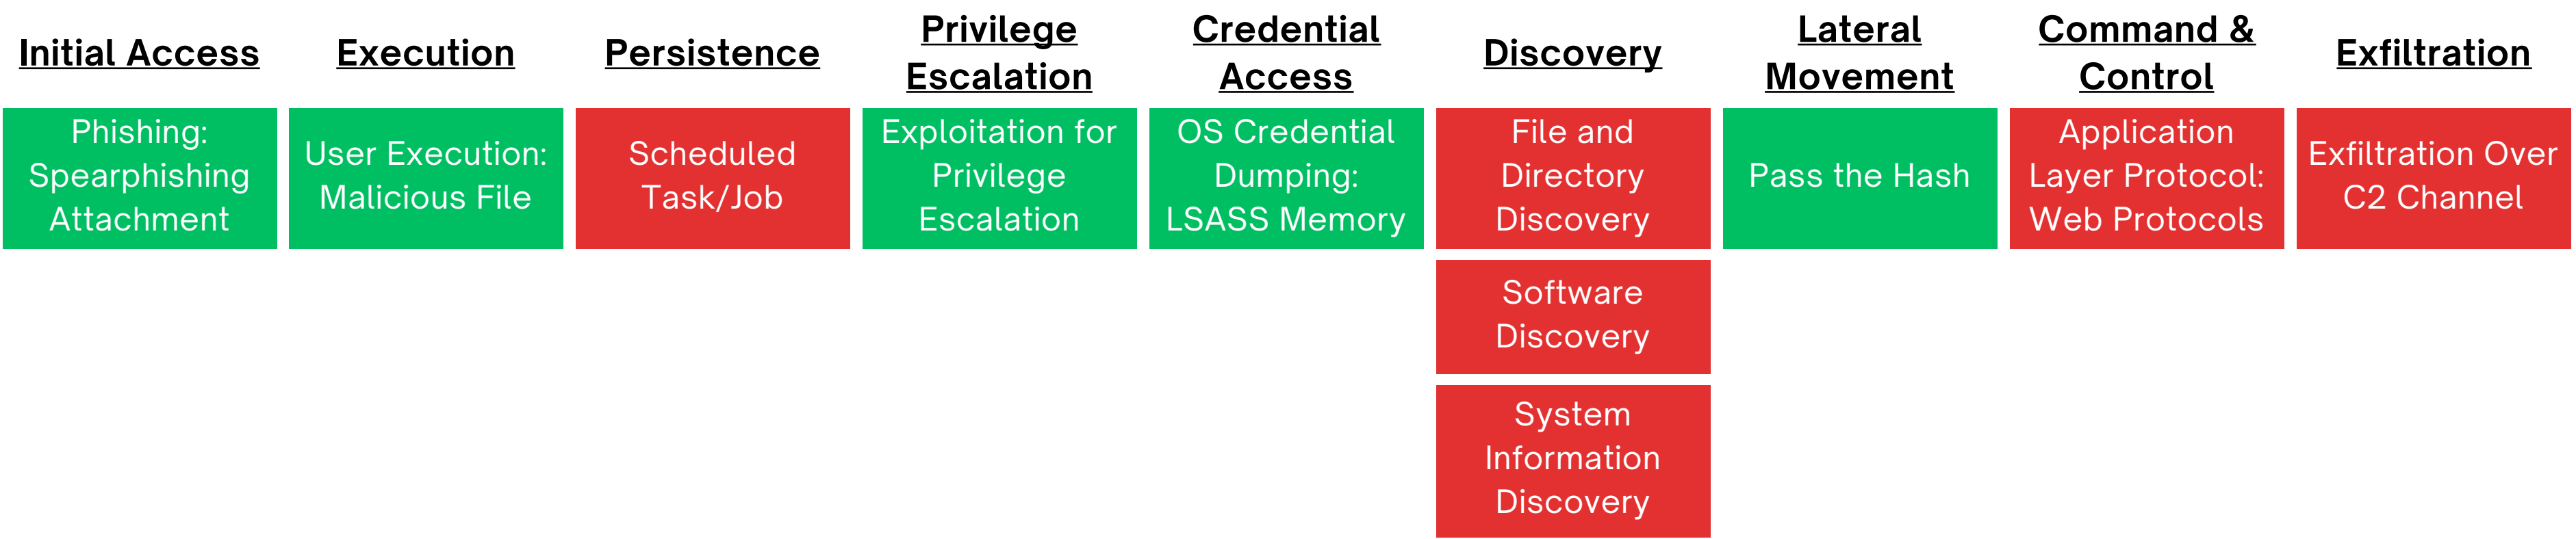 Initial Access
Execution
Persistence
Privilege
Escalation
Credential
Access
Discovery
Lateral
Movement
Command &
Control
Exfiltration
Phishing:
Spearphishing
Attachment
User Execution:
Malicious File
Scheduled
Task/Job
Exploitation for
Privilege
Escalation
OS Credential
Dumping:
LSASS Memory
File and
Directory
Discovery
Pass the Hash
Application
Layer Protocol:
Web Protocols
Exfiltration Over
C2 Channel
Software
Discovery
System
Information
Discovery